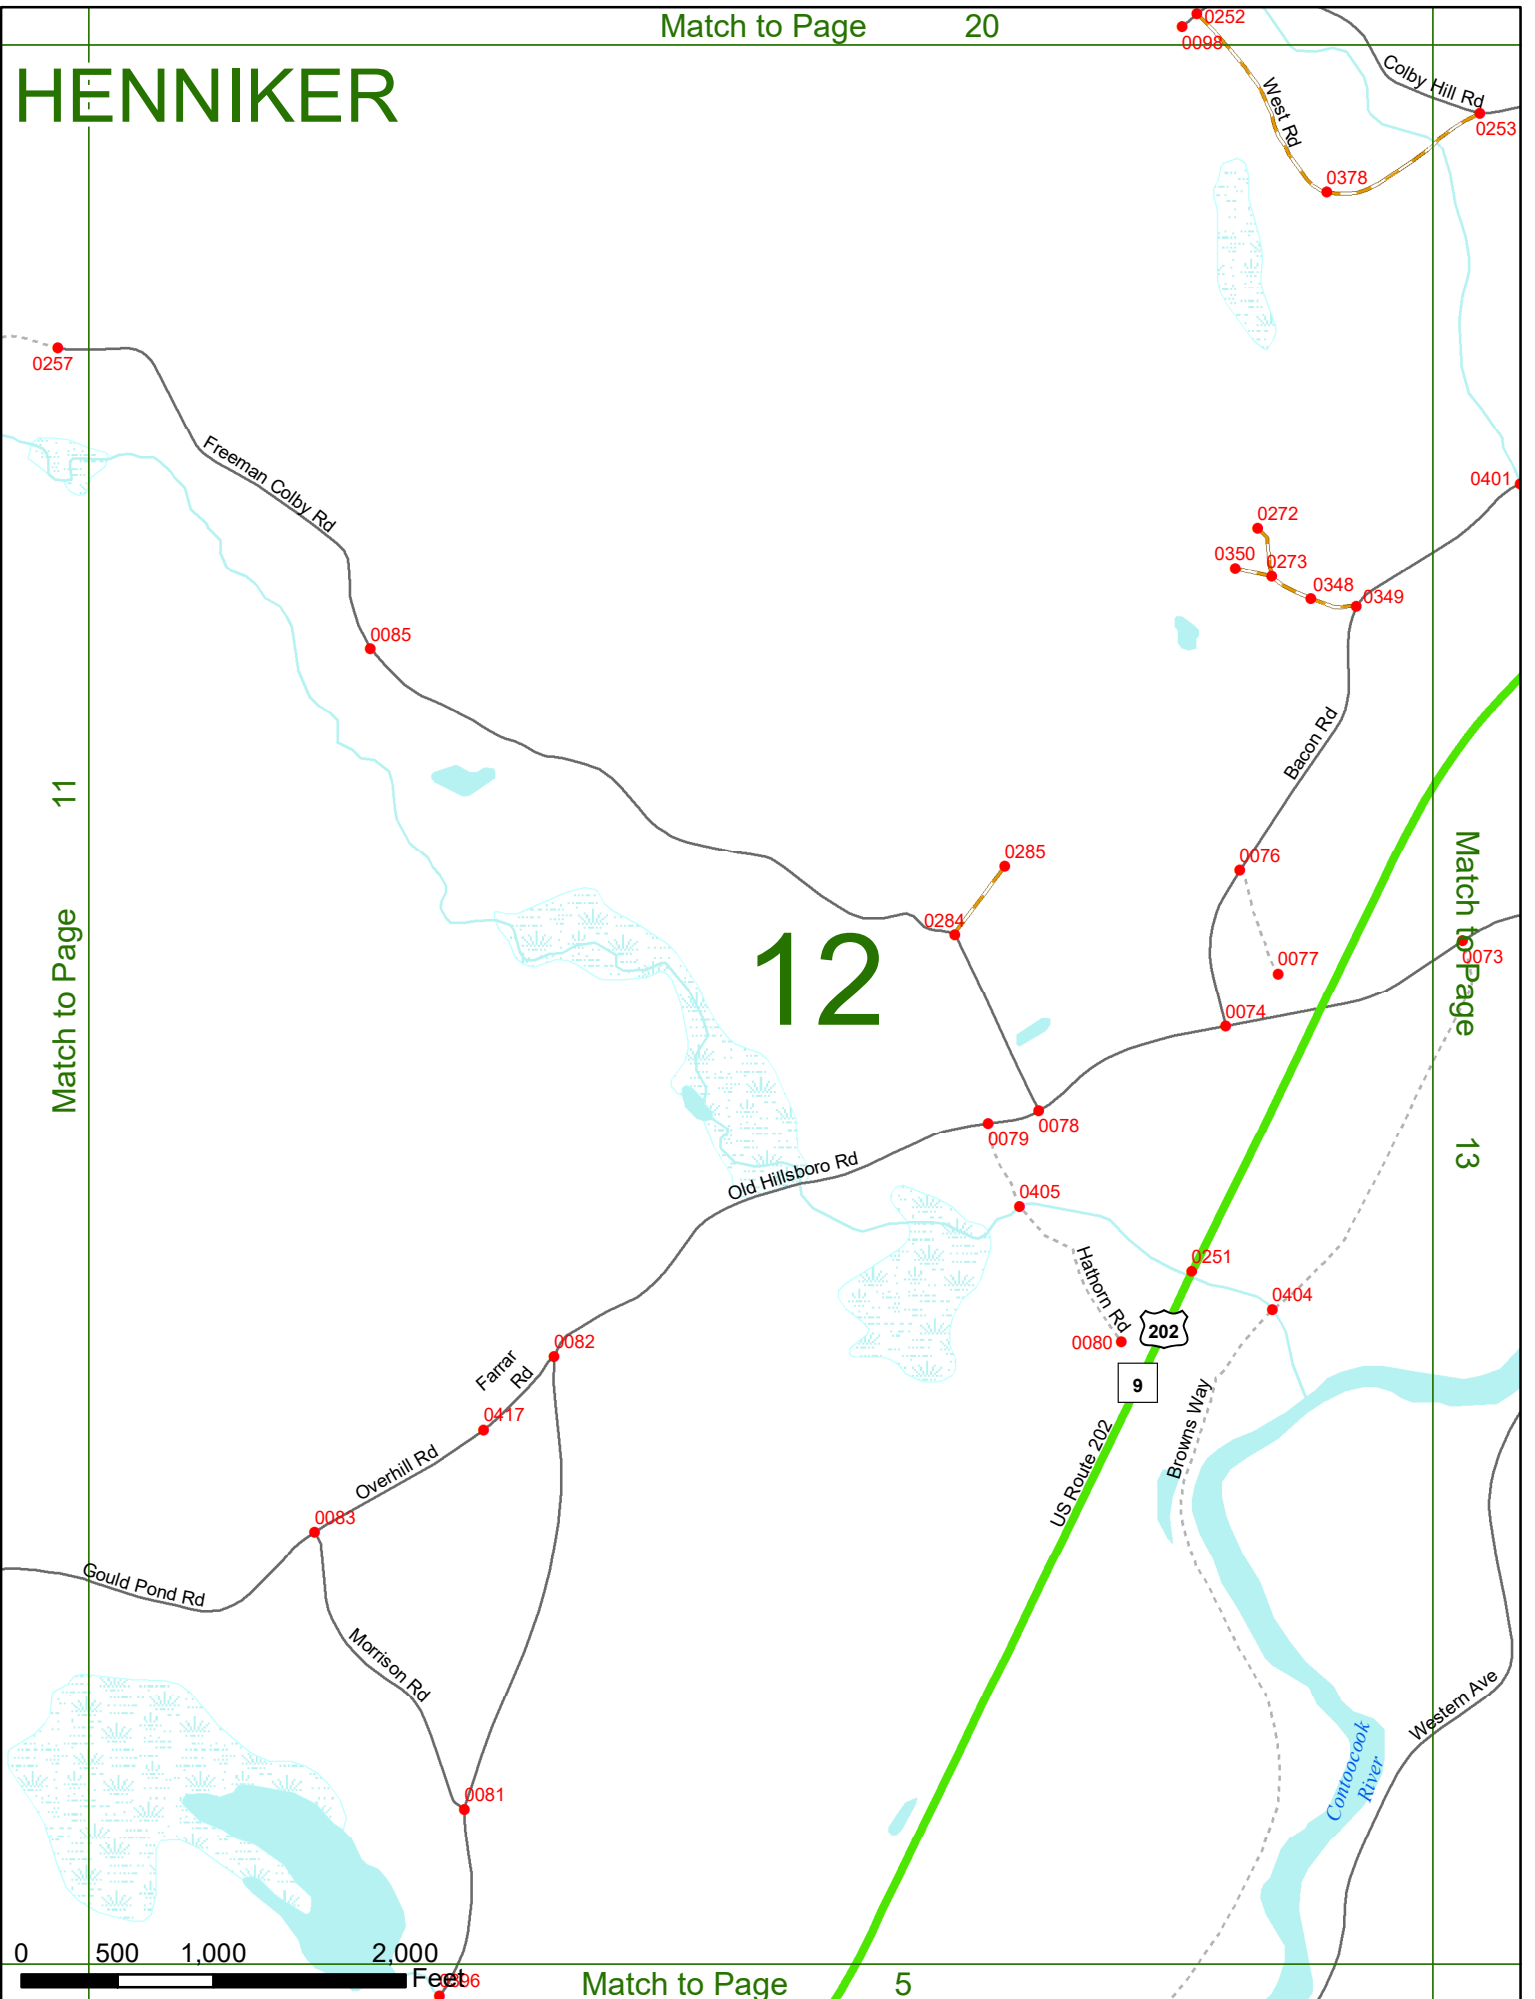 Match to Page 20
0252
0098
HENNIKER
Colby Hill Rd
West Rd
0253
0378
0257
Freeman Colby Rd
0401
0272
0350
0273
0348
0349
0085
Bacon Rd
Match to Page 11
0076
0285
0284
12
0077
Match to Page 13
0073
0074
0078
0079
Old Hillsboro Rd
0405
0251
Hathorn Rd
0404
0080
202
9
0082
Farrar
Rd
0417
Browns Way
US Route 202
Overhill Rd
0083
Gould Pond Rd
Morrison Rd
Western Ave
Contoocook
River
0081
0 500 1,000 2,000
Feet
0396
Match to Page 5